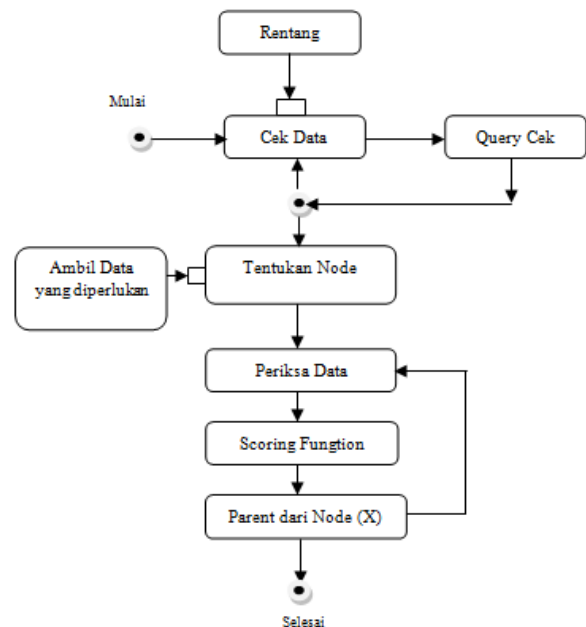 Rentang
Mulai
Cek Data
Query Cek
Ambil Data
yang diperlukan
Tentukan Node
Periksa Data
Scoring Fungtion
Parent dari Node (X)
Selesai